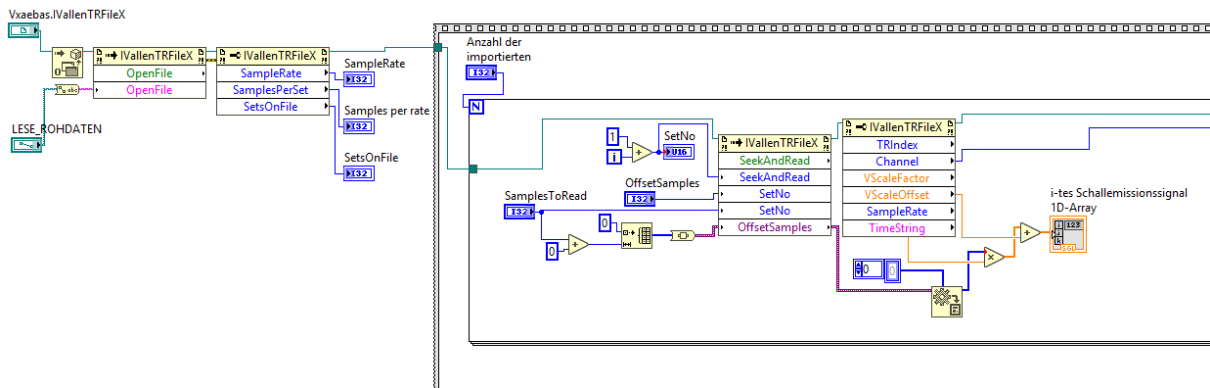 Vxaebas.IVallenTRFileX
IVallenTRFileX
OpenFile
OpenFile
LESE_ROHDATEN
IVallenTRFileX
SampleRate
SamplesPerSet
SetsOnFile
SampleRate
I32
Samples per rate
I32
SetsOnFile
I32
Anzahl der
importierten
I32
N
1
i
SetNo
U16
OffsetSamples
I32
SamplesToRead
I32
0
0
IVallenTRFileX
SeekAndRead
SeekAndRead
SetNo
SetNo
OffsetSamples
IVallenTRFileX
TRIndex
Channel
VScaleFactor
VScaleOffset
SampleRate
TimeString
0
0
i-tes Schallemissionssignal
1D-Array
123
SGL